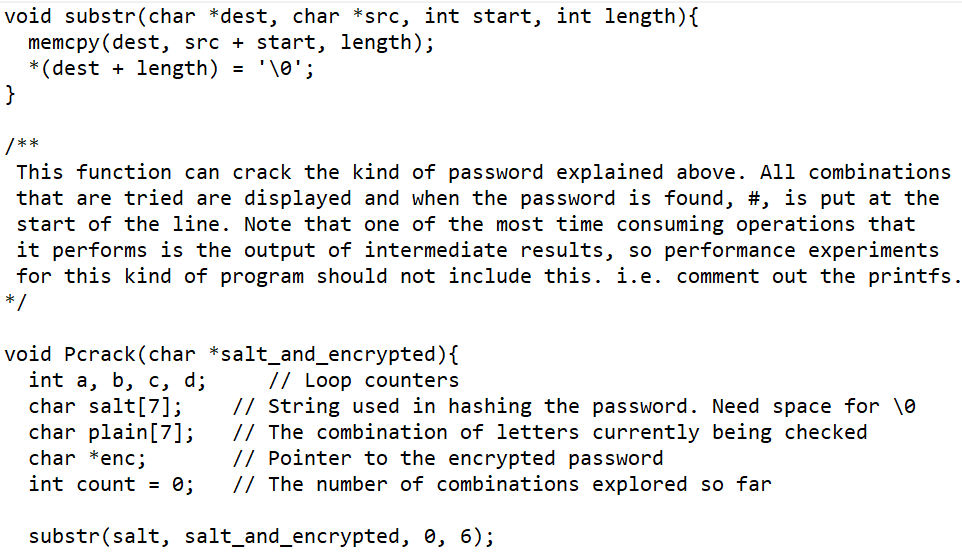 void substr(char *dest, char *src, int start, int length){
  memcpy(dest, src + start, length);
  *(dest + length) = '\0';
}

/**
 This function can crack the kind of password explained above. All combinations
 that are tried are displayed and when the password is found, #, is put at the
 start of the line. Note that one of the most time consuming operations that
 it performs is the output of intermediate results, so performance experiments
 for this kind of program should not include this. i.e. comment out the printfs.
*/

void Pcrack(char *salt_and_encrypted){
  int a, b, c, d;     // Loop counters
  char salt[7];    // String used in hashing the password. Need space for \0
  char plain[7];   // The combination of letters currently being checked
  char *enc;       // Pointer to the encrypted password
  int count = 0;   // The number of combinations explored so far

  substr(salt, salt_and_encrypted, 0, 6);